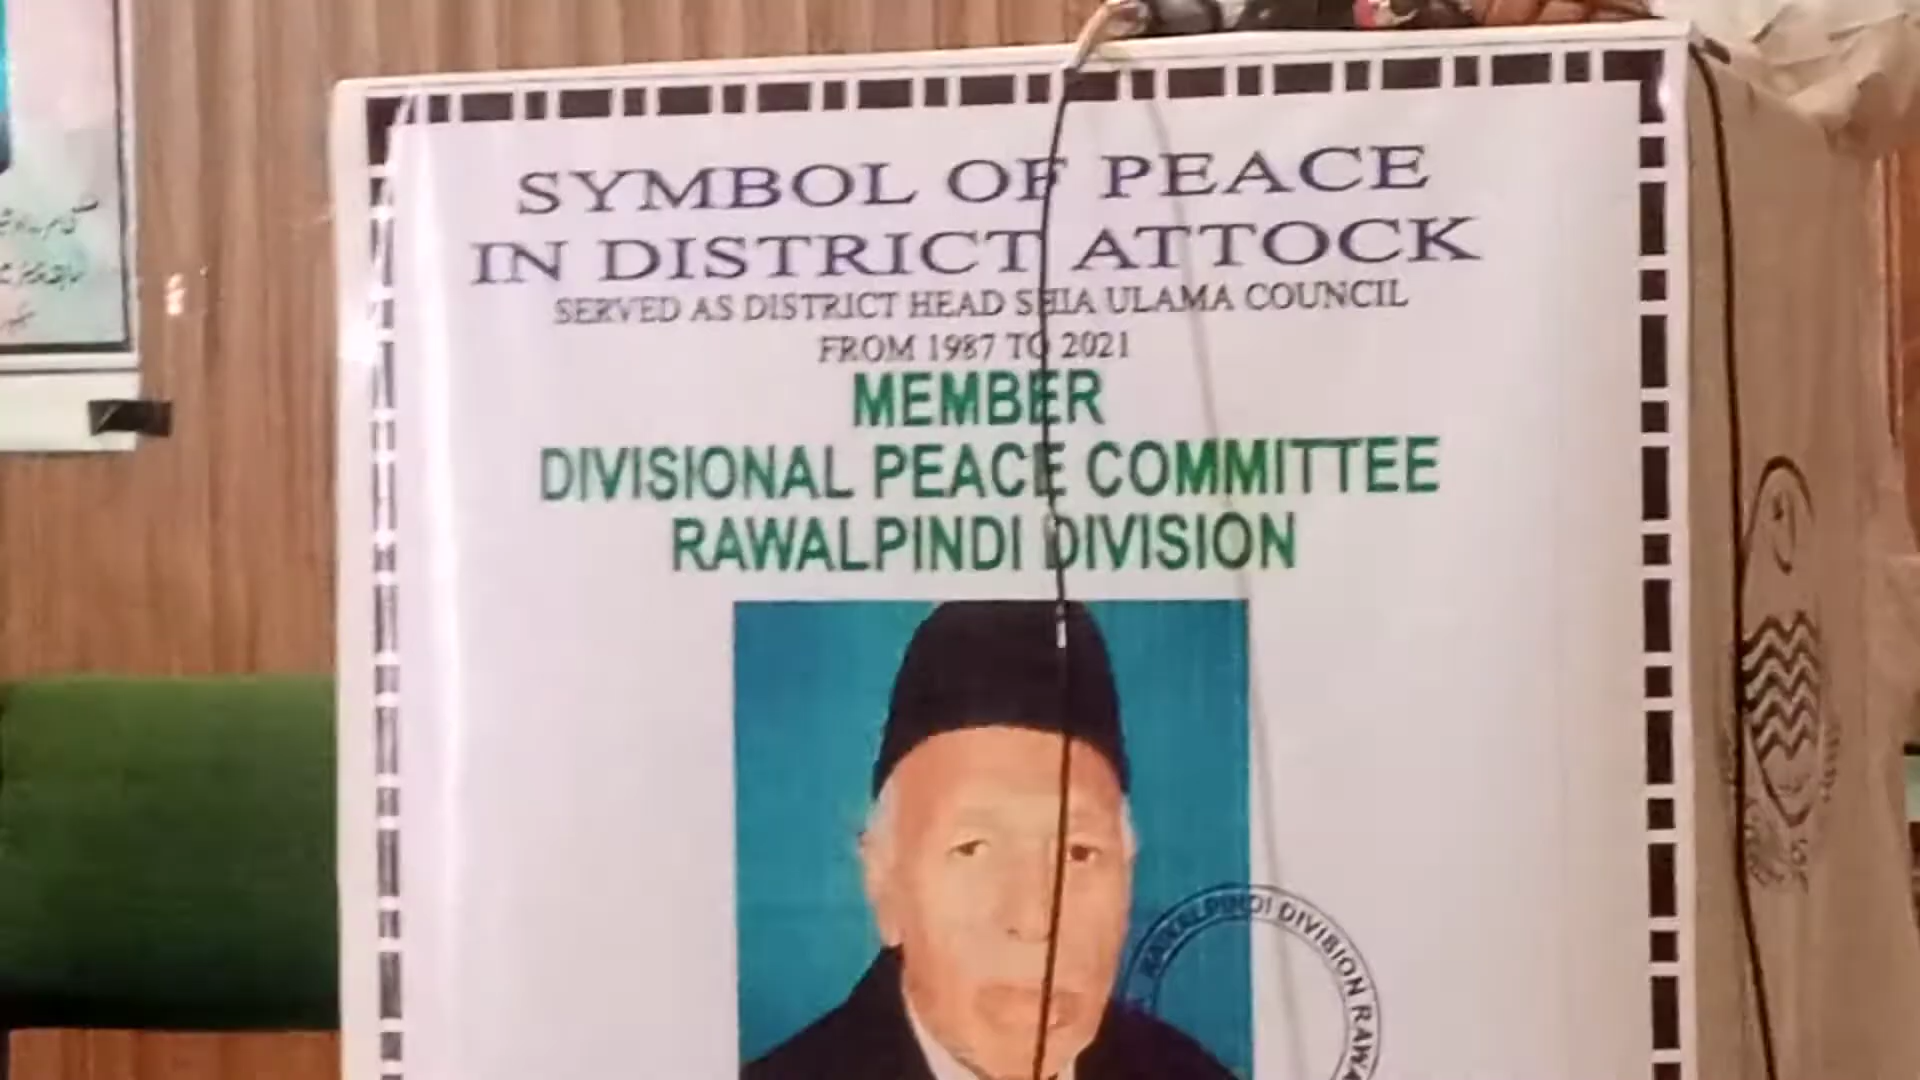 SYMBOL OF PEACE
IN DISTRICT ATTOCK
SERVED AS DISTRICT HEAD SHIA ULAMA COUNCIL
FROM 1987 TO 2021
MEMBER
DIVISIONAL PEACE COMMITTEE
RAWALPINDI DIVISION
RAWALPINDI DIVISION